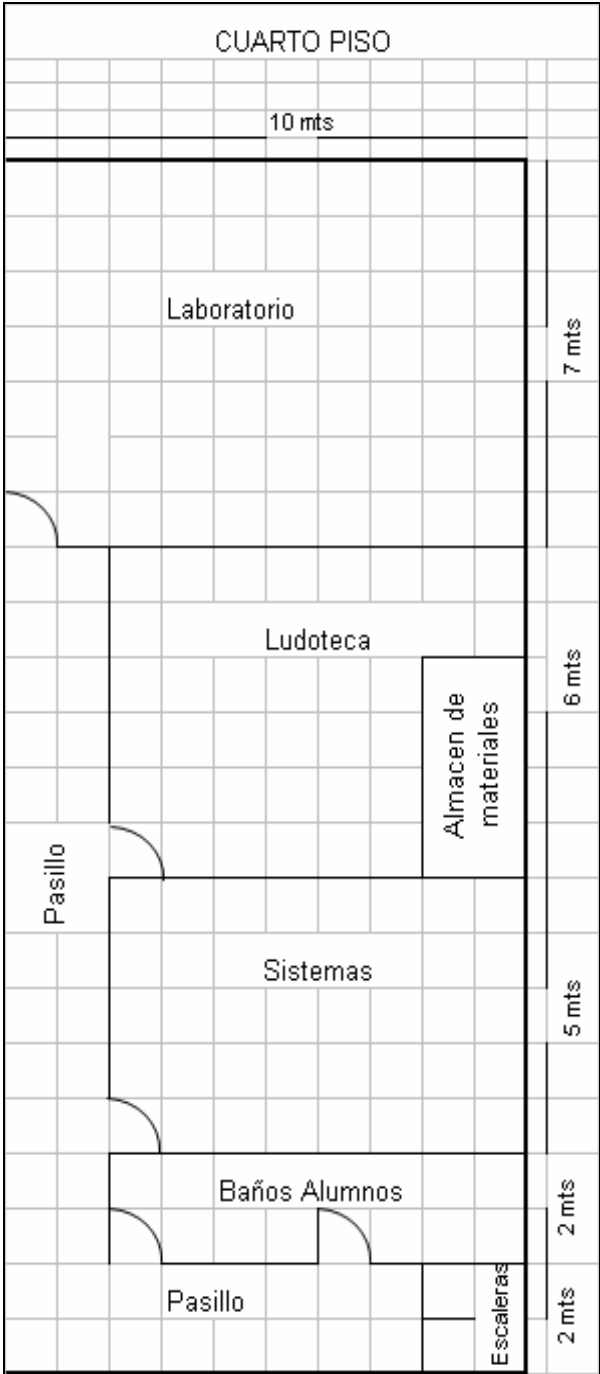 CUARTO PISO
10 mts
Laboratorio
7 mts
Ludoteca
6 mts
Almacen de
materiales
Pasillo
Sistemas
5 mts
Baños Alumnos
2 mts
Pasillo
Escaleras
2 mts